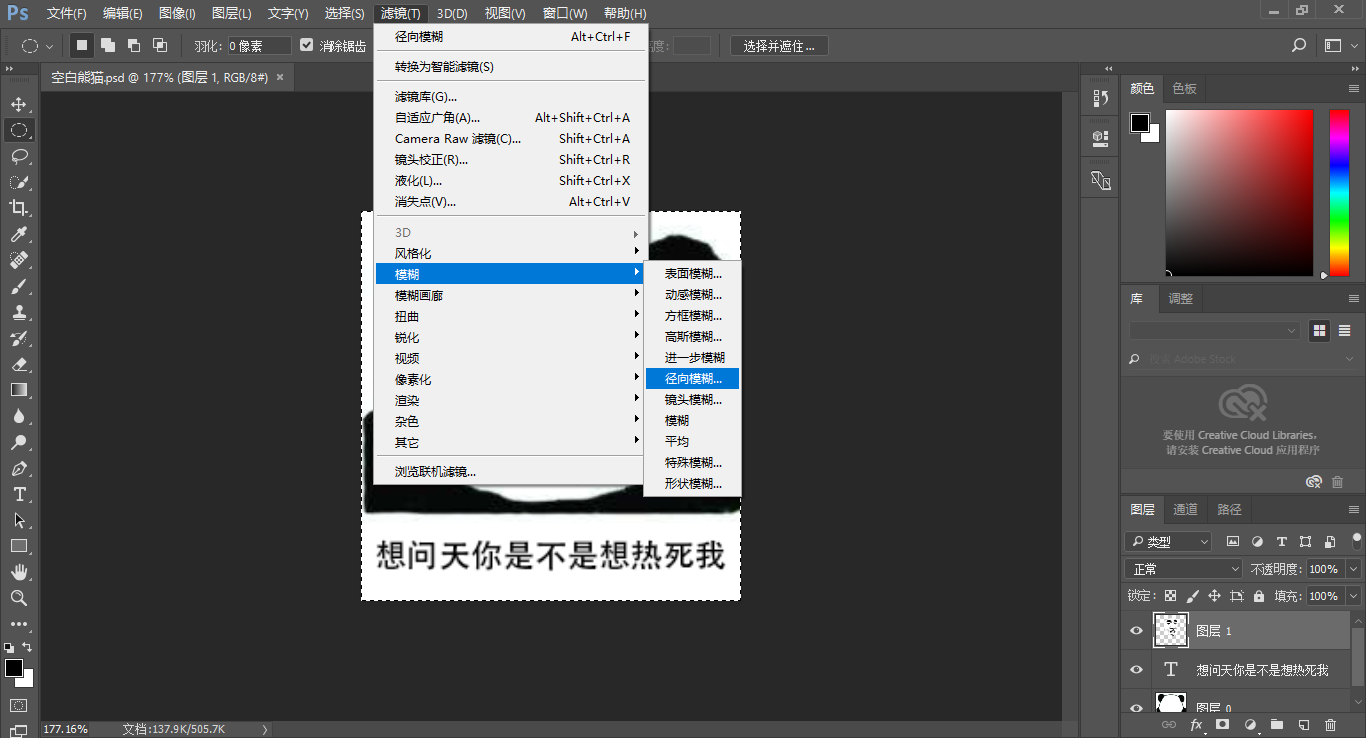 Ps 文件(F) 编辑(E) 图像(I) 图层(L) 文字(Y) 选择(S) 滤镜(T) 3D(D) 视图(V) 窗口(W) 帮助(H)
羽化: 0 像素 消除锯齿 选择并遮住...
空白熊猫.psd @ 177% (图层 1, RGB/8#) ×
径向模糊 Alt+Ctrl+F
转换为智能滤镜(S)
滤镜库(G)...
自适应广角(A)... Alt+Shift+Ctrl+A
Camera Raw 滤镜(C)... Shift+Ctrl+A
镜头校正(R)... Shift+Ctrl+R
液化(L)... Shift+Ctrl+X
消失点(V)... Alt+Ctrl+V
3D
风格化
模糊
模糊画廊
扭曲
锐化
视频
像素化
渲染
杂色
其它
浏览联机滤镜...
表面模糊...
动感模糊...
方框模糊...
高斯模糊...
进一步模糊
径向模糊...
镜头模糊...
模糊
平均
特殊模糊...
形状模糊...
想问天你是不是想热死我
颜色 色板
库 调整
搜索 Adobe Stock
要使用 Creative Cloud Libraries，
请安装 Creative Cloud 应用程序
图层 通道 路径
类型
正常 不透明度: 100%
锁定: 填充: 100%
图层 1
T 想问天你是不是想热死我
图层 0
fx
177.16% 文档:137.9K/505.7K